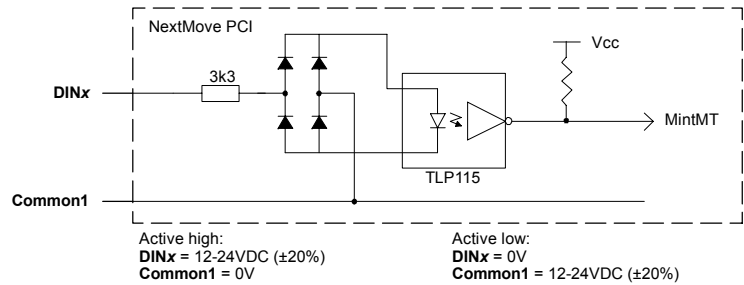 NextMove PCI
Vcc
3k3
DINx
MintMT
TLP115
Common1
Active high:
DINx = 12-24VDC (±20%)
Common1 = 0V
Active low:
DINx = 0V
Common1 = 12-24VDC (±20%)